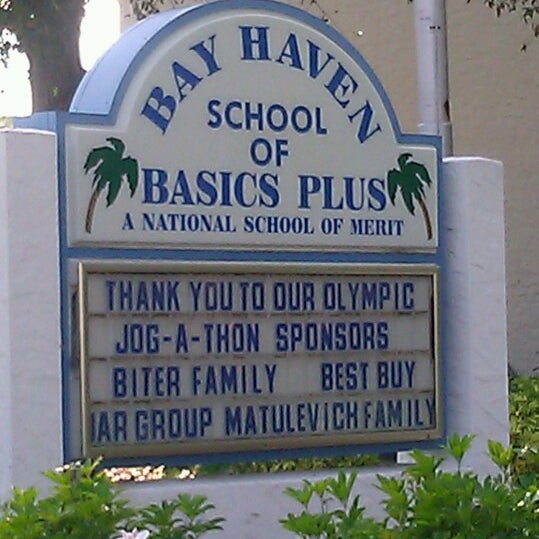 BAY HAVEN
SCHOOL
OF
BASICS PLUS
A NATIONAL SCHOOL OF MERIT
THANK YOU TO OUR OLYMPIC
JOG-A-THON SPONSORS
BITER FAMILY BEST BUY
GROUP MATULEVICH FAMILY